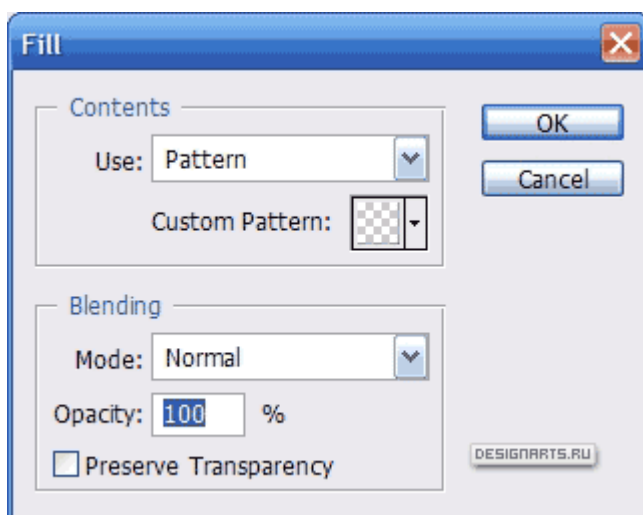 Fill
Contents
OK
Use: Pattern
Cancel
Custom Pattern:
Blending
Mode: Normal
Opacity: 100 %
DESIGNARTS.RU
Preserve Transparency